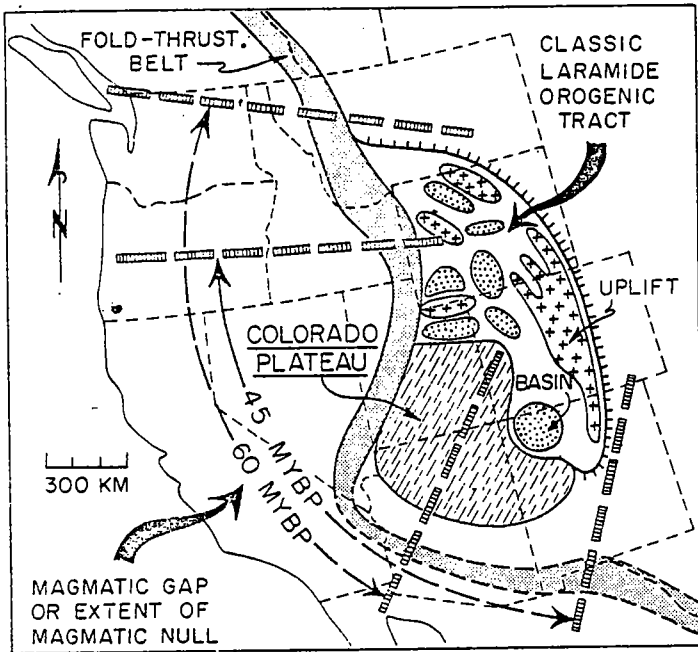 FOLD-THRUST.
BELT
CLASSIC
LARAMIDE
OROGENIC
TRACT
N
UPLIFT
COLORADO
PLATEAU
BASIN
45 MYBP
60 MYBP
300 KM
MAGMATIC GAP
OR EXTENT OF
MAGMATIC NULL